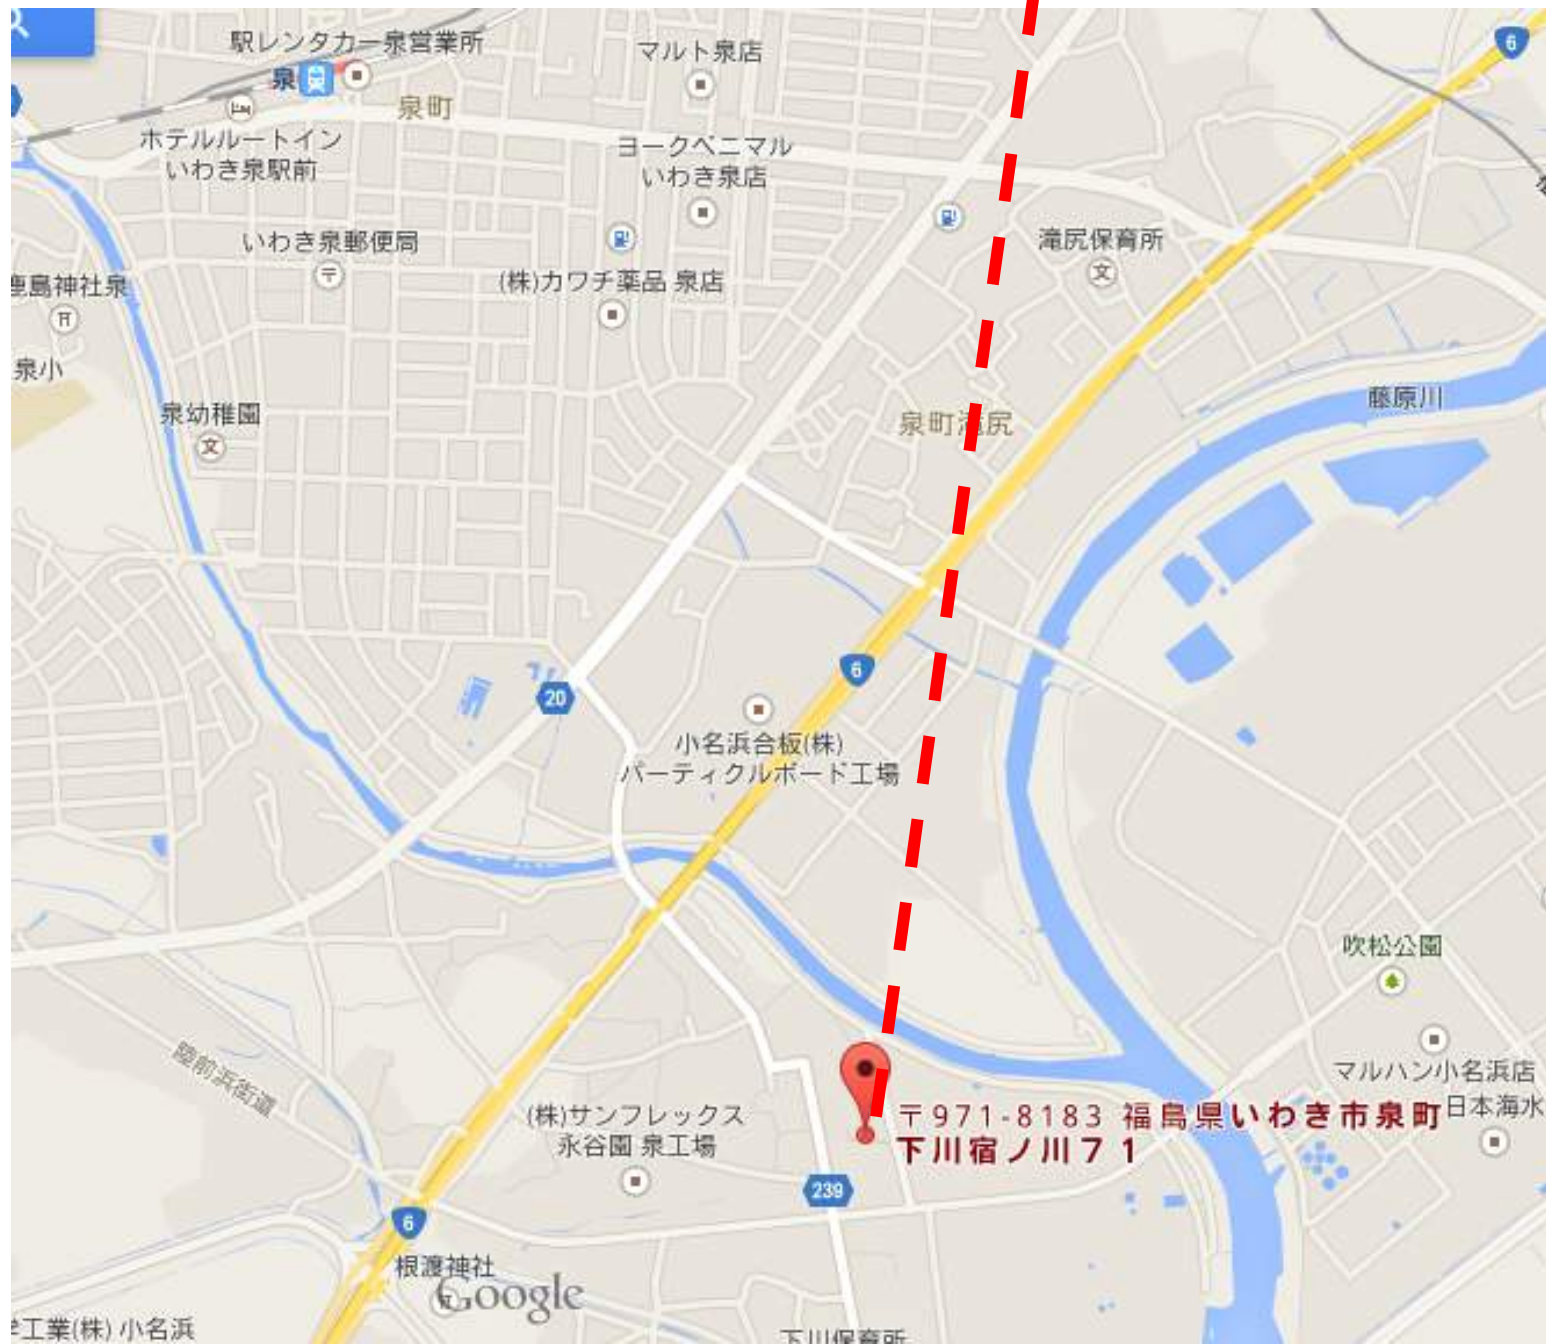 駅レンタカー泉営業所
マルト泉店
6
泉
泉町
ホテルルートイン
いわき泉駅前
ヨークベニマル
いわき泉店
いわき泉郵便局
滝尻保育所
鹿島神社泉
(株)カワチ薬品 泉店
泉小
藤原川
泉幼稚園
泉町滝尻
6
20
小名浜合板(株)
パーティクルボード工場
吹松公園
陸前浜街道
マルハン小名浜店
(株)サンフレックス
永谷園 泉工場
〒971-8183 福島県いわき市泉町
下川宿ノ川71
日本海水
239
6
根渡神社
Google
工業(株) 小名浜
下川保育所